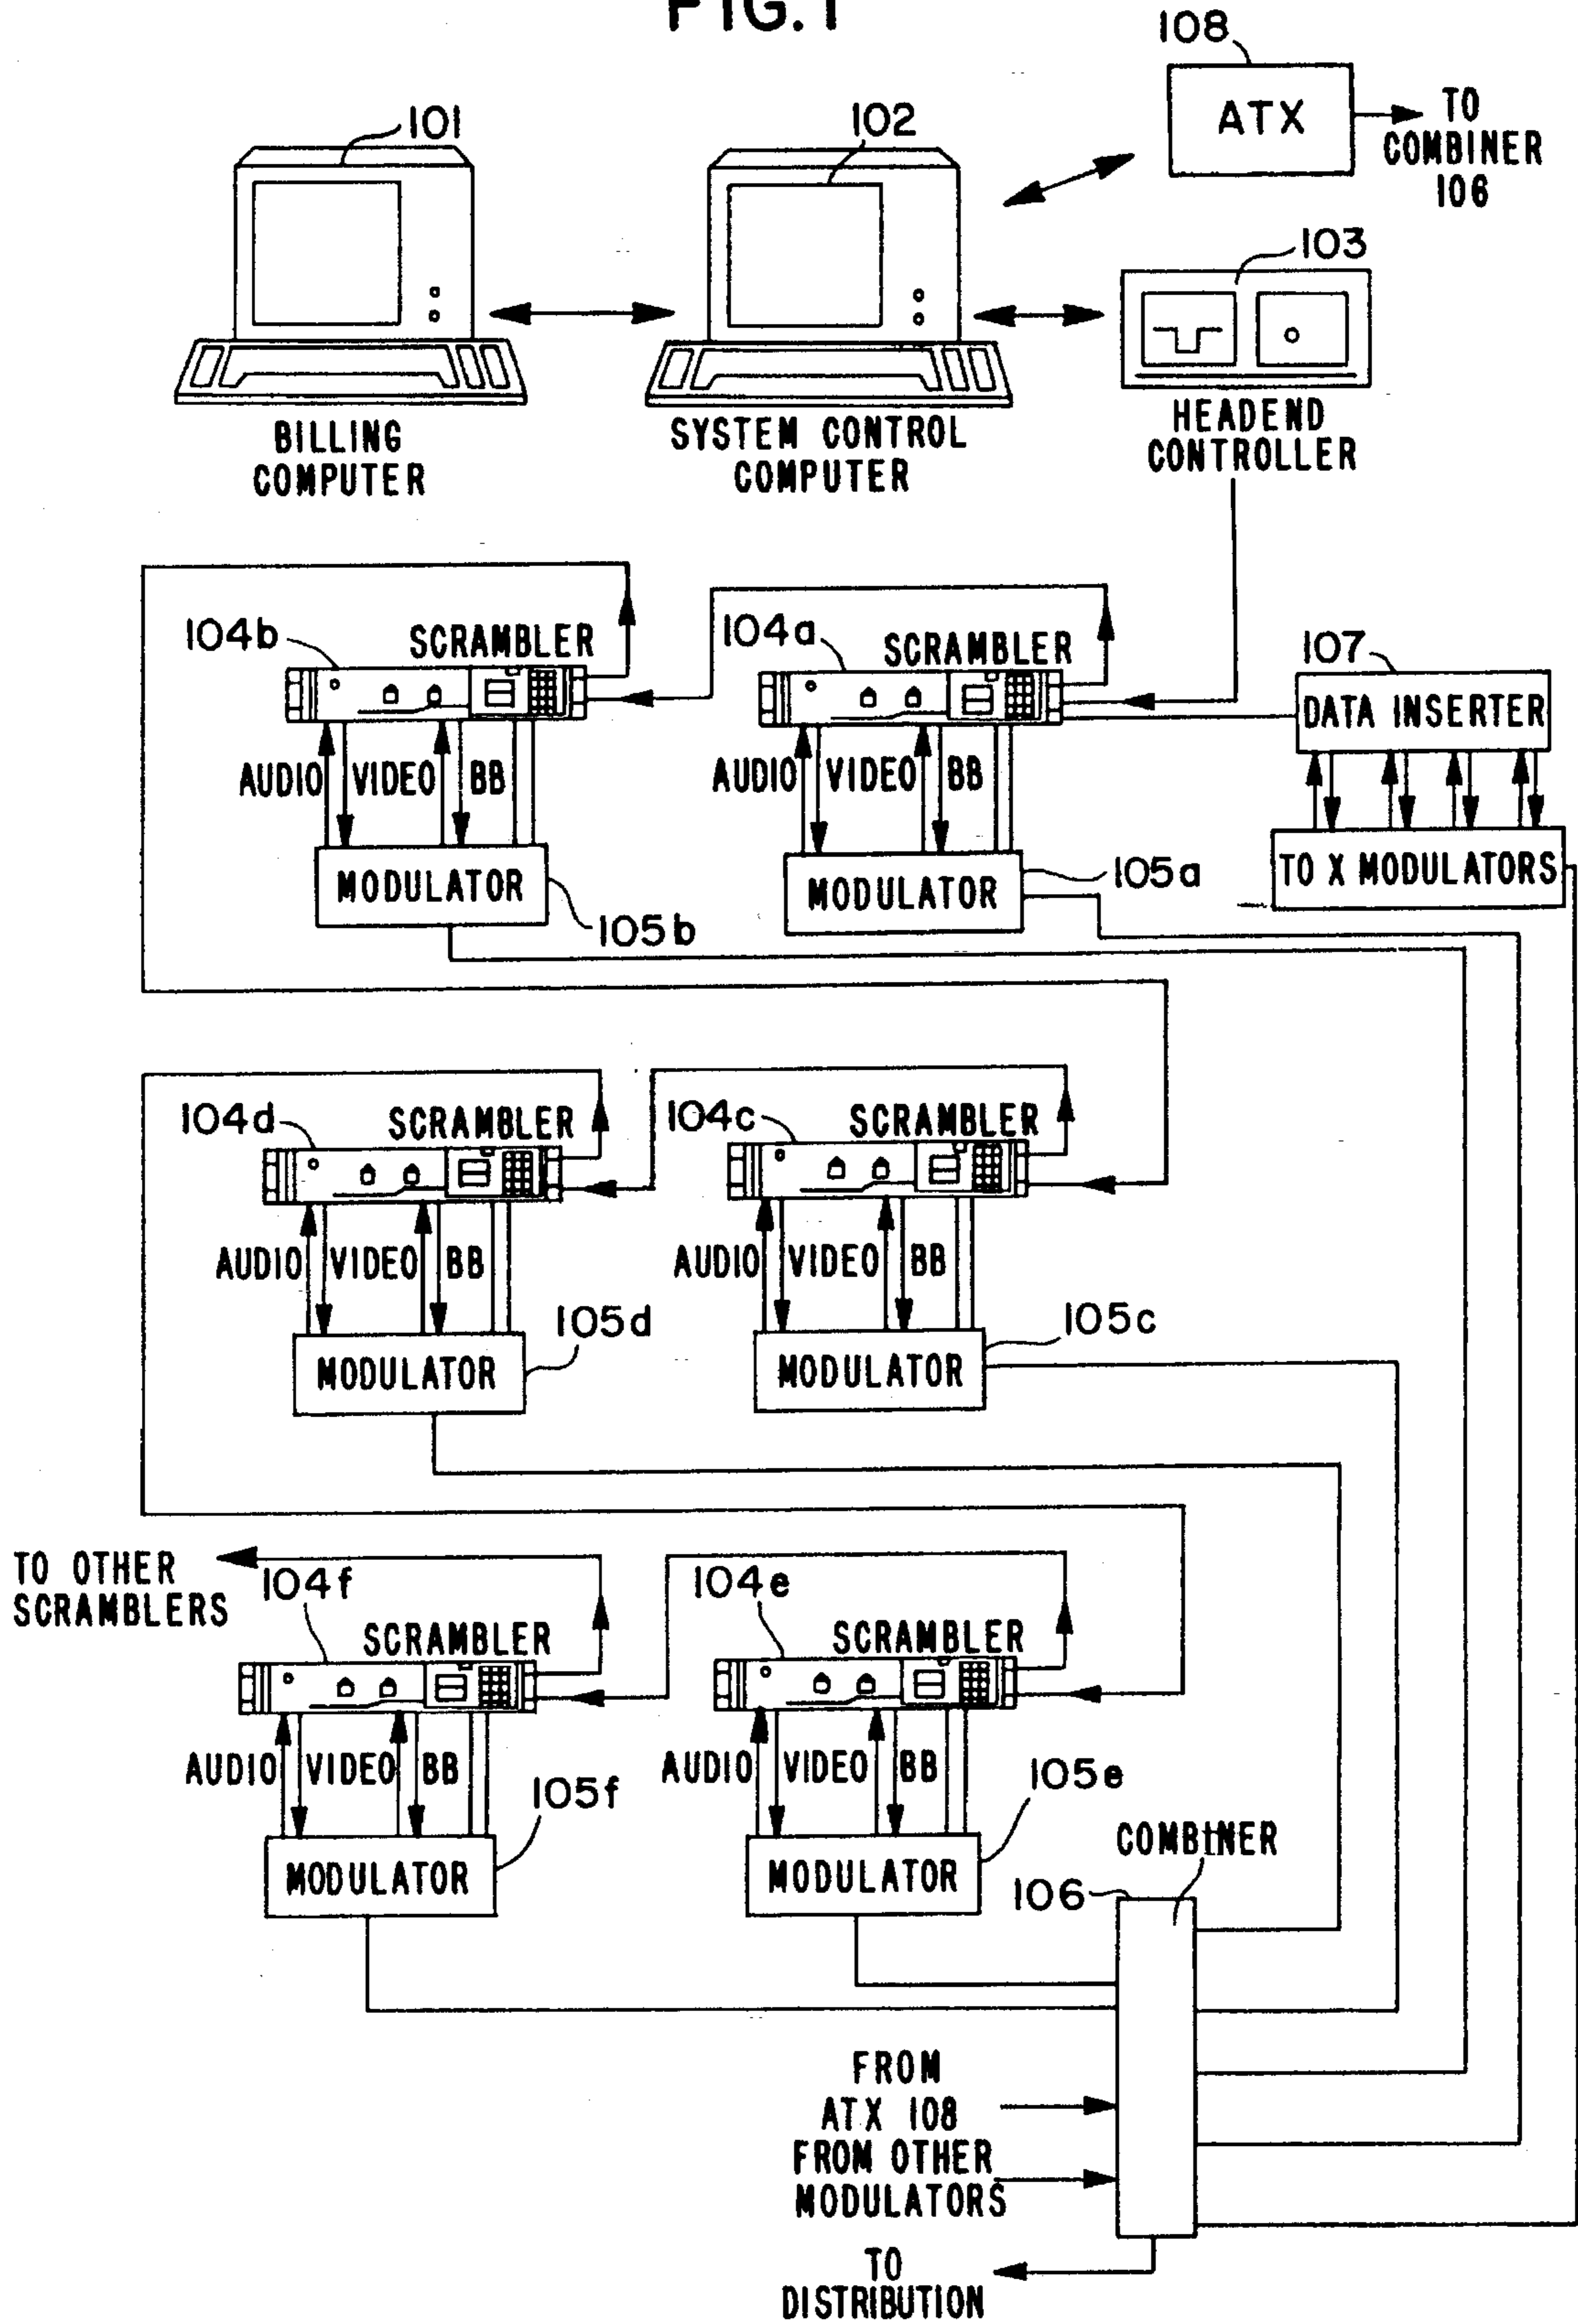 FIG. 1
108
ATX
TO
COMBINER
106
101
102
103
BILLING
COMPUTER
SYSTEM CONTROL
COMPUTER
HEADEND
CONTROLLER
104b
SCRAMBLER
104a
SCRAMBLER
107
DATA INSERTER
AUDIO
VIDEO
BB
AUDIO
VIDEO
BB
MODULATOR
105b
MODULATOR
105a
TO X MODULATORS
104d
SCRAMBLER
104c
SCRAMBLER
AUDIO
VIDEO
BB
AUDIO
VIDEO
BB
MODULATOR
105d
MODULATOR
105c
TO OTHER
SCRAMBLERS
104f
SCRAMBLER
104e
SCRAMBLER
AUDIO
VIDEO
BB
AUDIO
VIDEO
BB
MODULATOR
105f
MODULATOR
105e
COMBINER
106
FROM
ATX 108
FROM OTHER
MODULATORS
TO
DISTRIBUTION